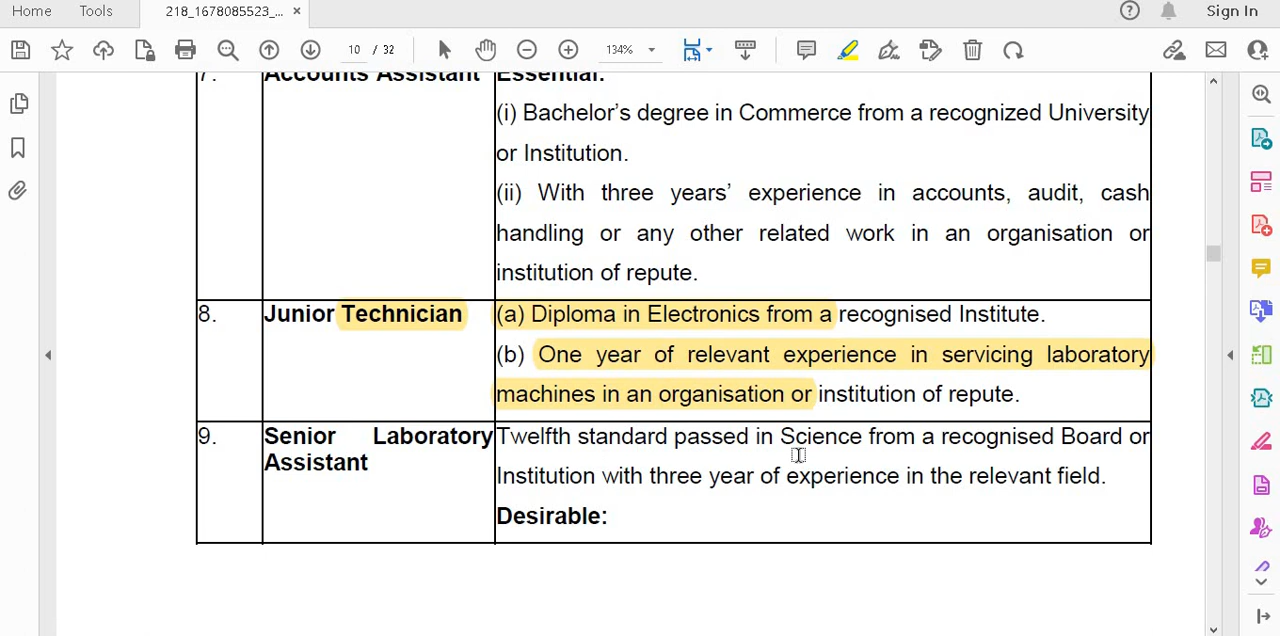 Home Tools 218_1678085523_... × Sign In
10 / 32 134%
7. Accounts Assistant Essential:
(i) Bachelor’s degree in Commerce from a recognized University
or Institution.
(ii) With three years’ experience in accounts, audit, cash
handling or any other related work in an organisation or
institution of repute.
8. Junior Technician (a) Diploma in Electronics from a recognised Institute.
(b) One year of relevant experience in servicing laboratory
machines in an organisation or institution of repute.
9. Senior Laboratory Twelfth standard passed in Science from a recognised Board or
Assistant
Institution with three year of experience in the relevant field.
Desirable: